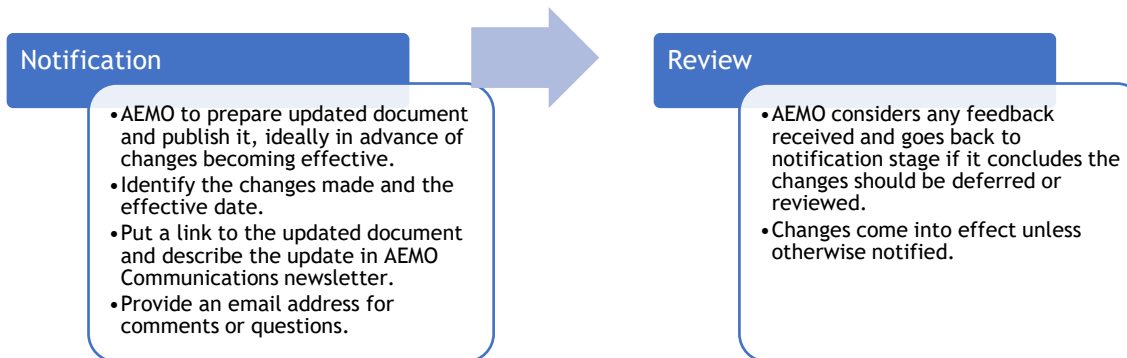 Notification
•AEMO to prepare updated document
and publish it, ideally in advance of
changes becoming effective.
•Identify the changes made and the
effective date.
•Put a link to the updated document
and describe the update in AEMO
Communications newsletter.
•Provide an email address for
comments or questions.
Review
•AEMO considers any feedback
received and goes back to
notification stage if it concludes the
changes should be deferred or
reviewed.
•Changes come into effect unless
otherwise notified.